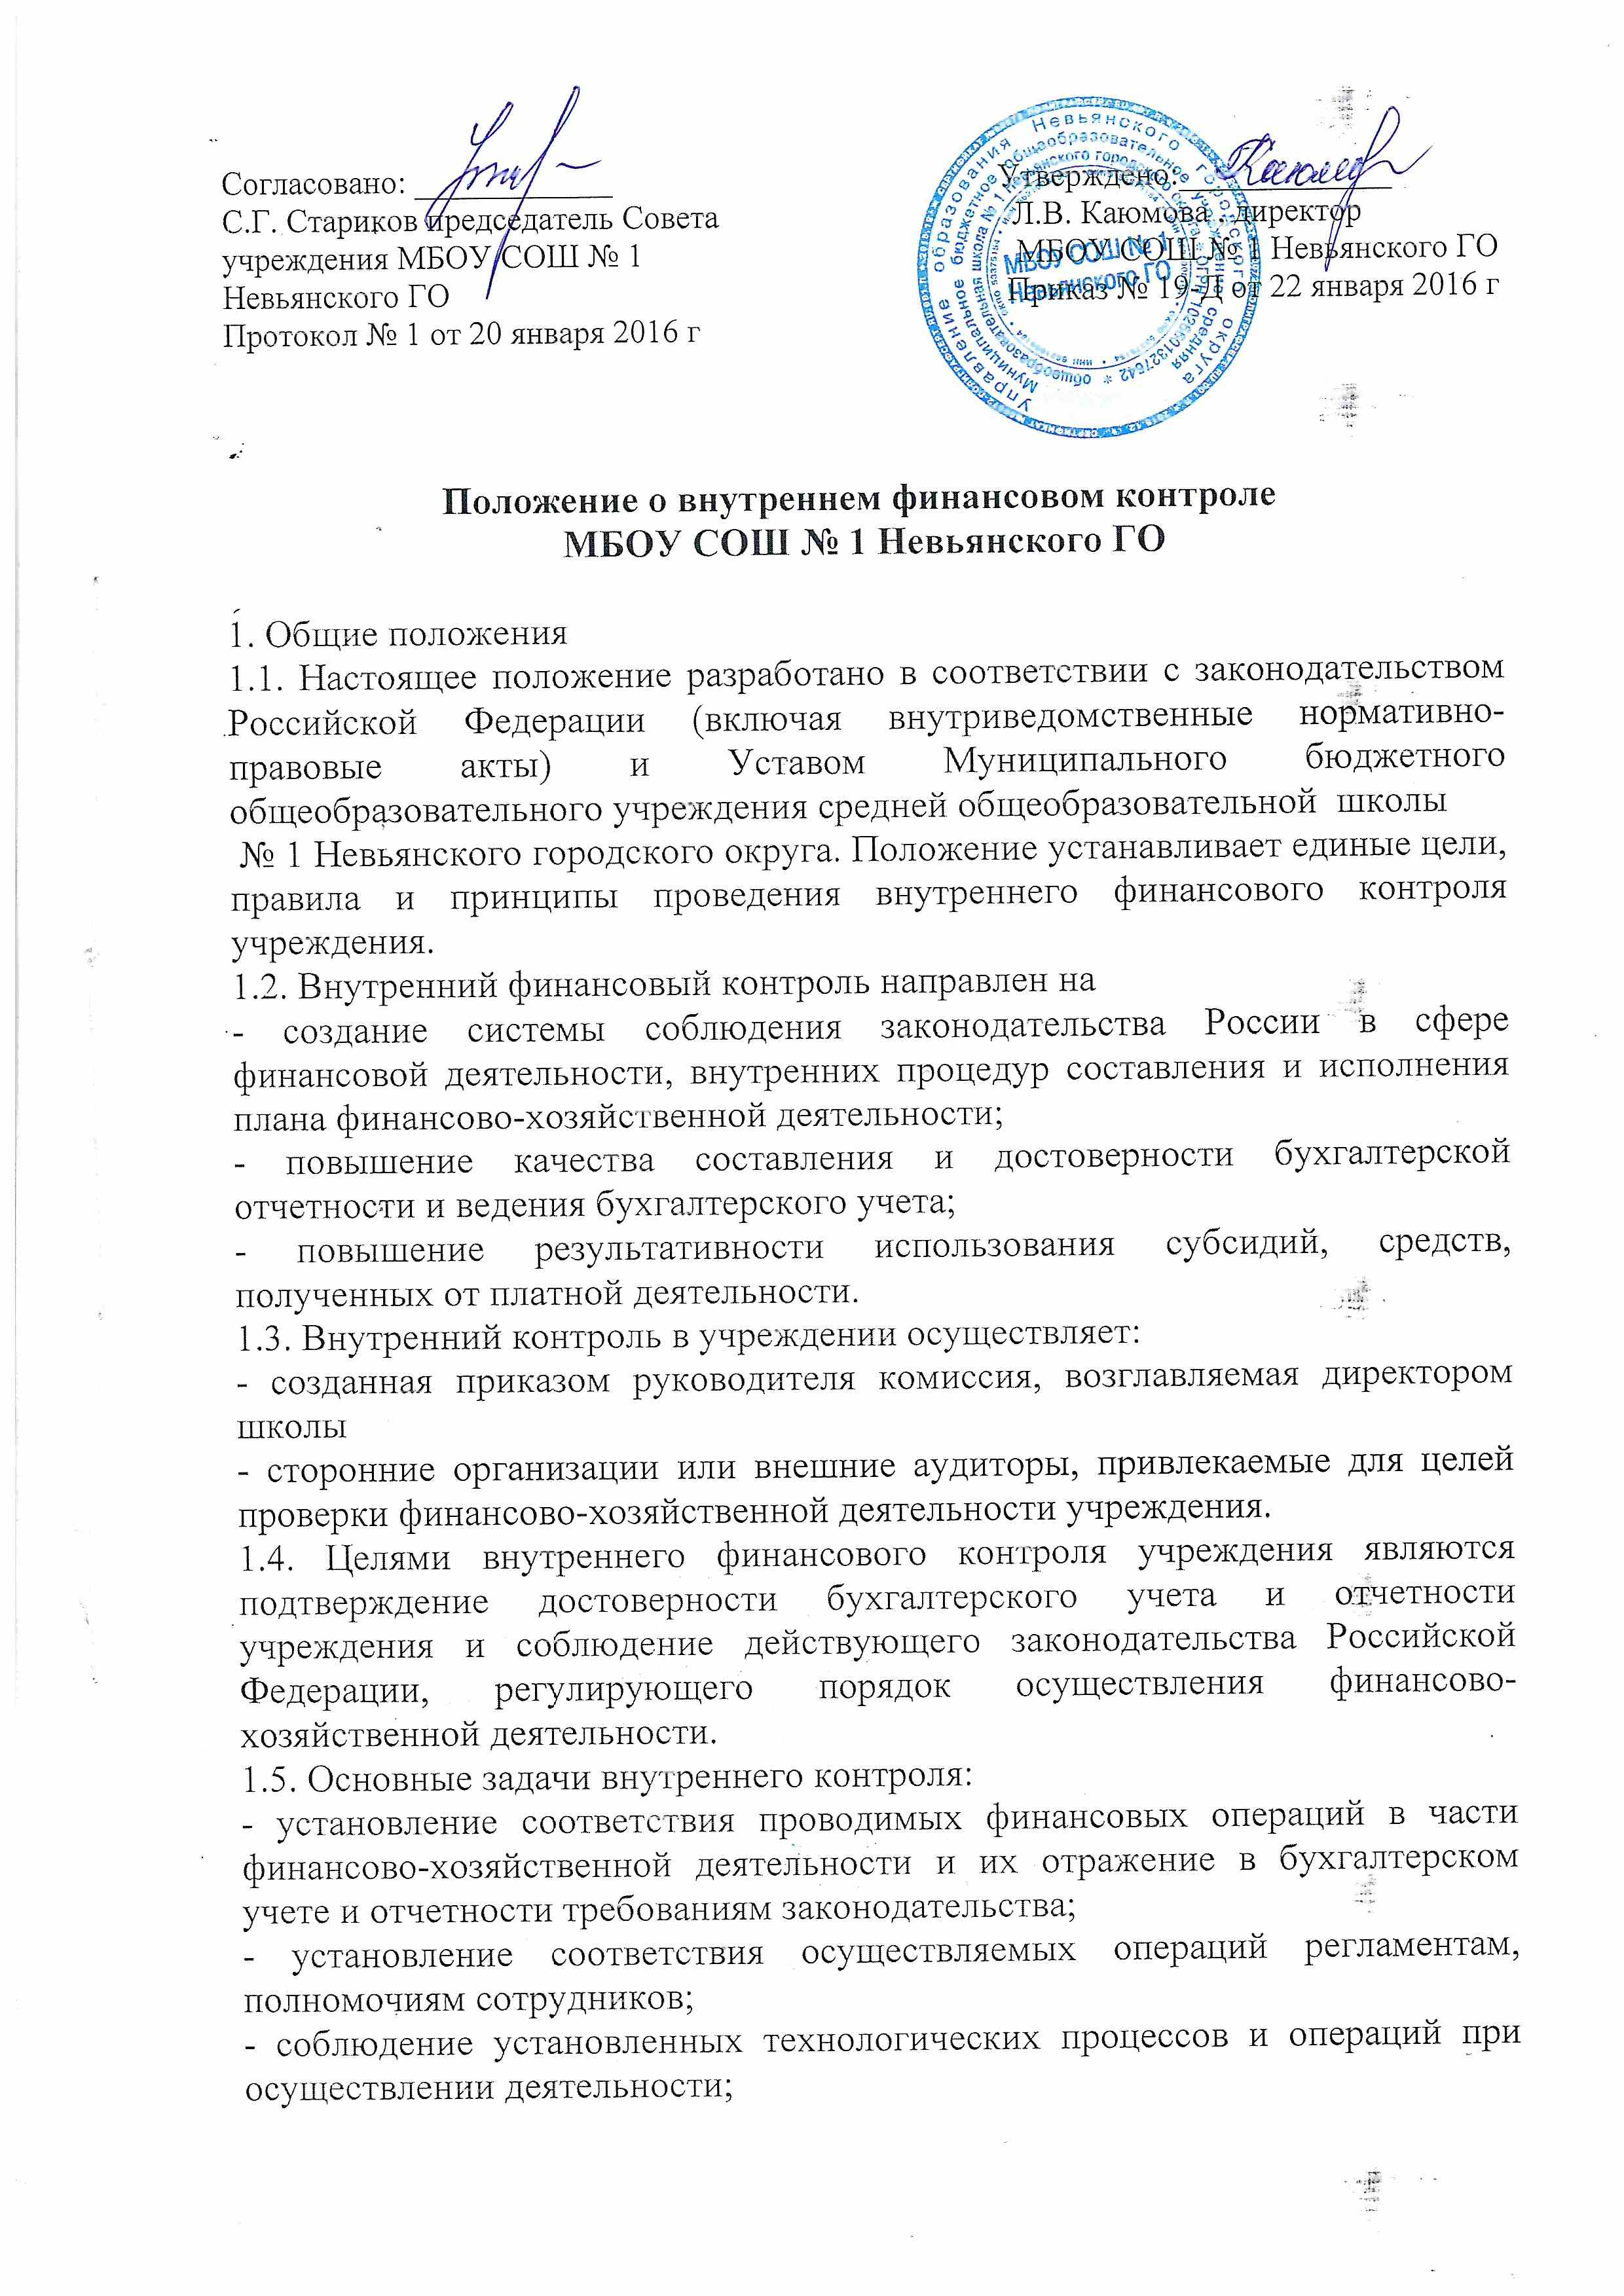 Согласовано:
С.Г. Стариков председатель Совета
учреждения МБОУ СОШ № 1
Невьянского ГО
Протокол № 1 от 20 января 2016 г
Утверждено:
Л.В. Каюмова . директор
МБОУ СОШ № 1 Невьянского ГО
Приказ № 19-Д от 22 января 2016 г
Управление образования Невьянского городского округа
МБОУ СОШ № 1
Невьянского ГО
Положение о внутреннем финансовом контроле
МБОУ СОШ № 1 Невьянского ГО
1. Общие положения
1.1. Настоящее положение разработано в соответствии с законодательством
Российской Федерации (включая внутриведомственные нормативно-
правовые акты) и Уставом Муниципального бюджетного
общеобразовательного учреждения средней общеобразовательной школы
№ 1 Невьянского городского округа. Положение устанавливает единые цели,
правила и принципы проведения внутреннего финансового контроля
учреждения.
1.2. Внутренний финансовый контроль направлен на
- создание системы соблюдения законодательства России в сфере
финансовой деятельности, внутренних процедур составления и исполнения
плана финансово-хозяйственной деятельности;
- повышение качества составления и достоверности бухгалтерской
отчетности и ведения бухгалтерского учета;
- повышение результативности использования субсидий, средств,
полученных от платной деятельности.
1.3. Внутренний контроль в учреждении осуществляет:
- созданная приказом руководителя комиссия, возглавляемая директором
школы
- сторонние организации или внешние аудиторы, привлекаемые для целей
проверки финансово-хозяйственной деятельности учреждения.
1.4. Целями внутреннего финансового контроля учреждения являются
подтверждение достоверности бухгалтерского учета и отчетности
учреждения и соблюдение действующего законодательства Российской
Федерации, регулирующего порядок осуществления финансово-
хозяйственной деятельности.
1.5. Основные задачи внутреннего контроля:
- установление соответствия проводимых финансовых операций в части
финансово-хозяйственной деятельности и их отражение в бухгалтерском
учете и отчетности требованиям законодательства;
- установление соответствия осуществляемых операций регламентам,
полномочиям сотрудников;
- соблюдение установленных технологических процессов и операций при
осуществлении деятельности;